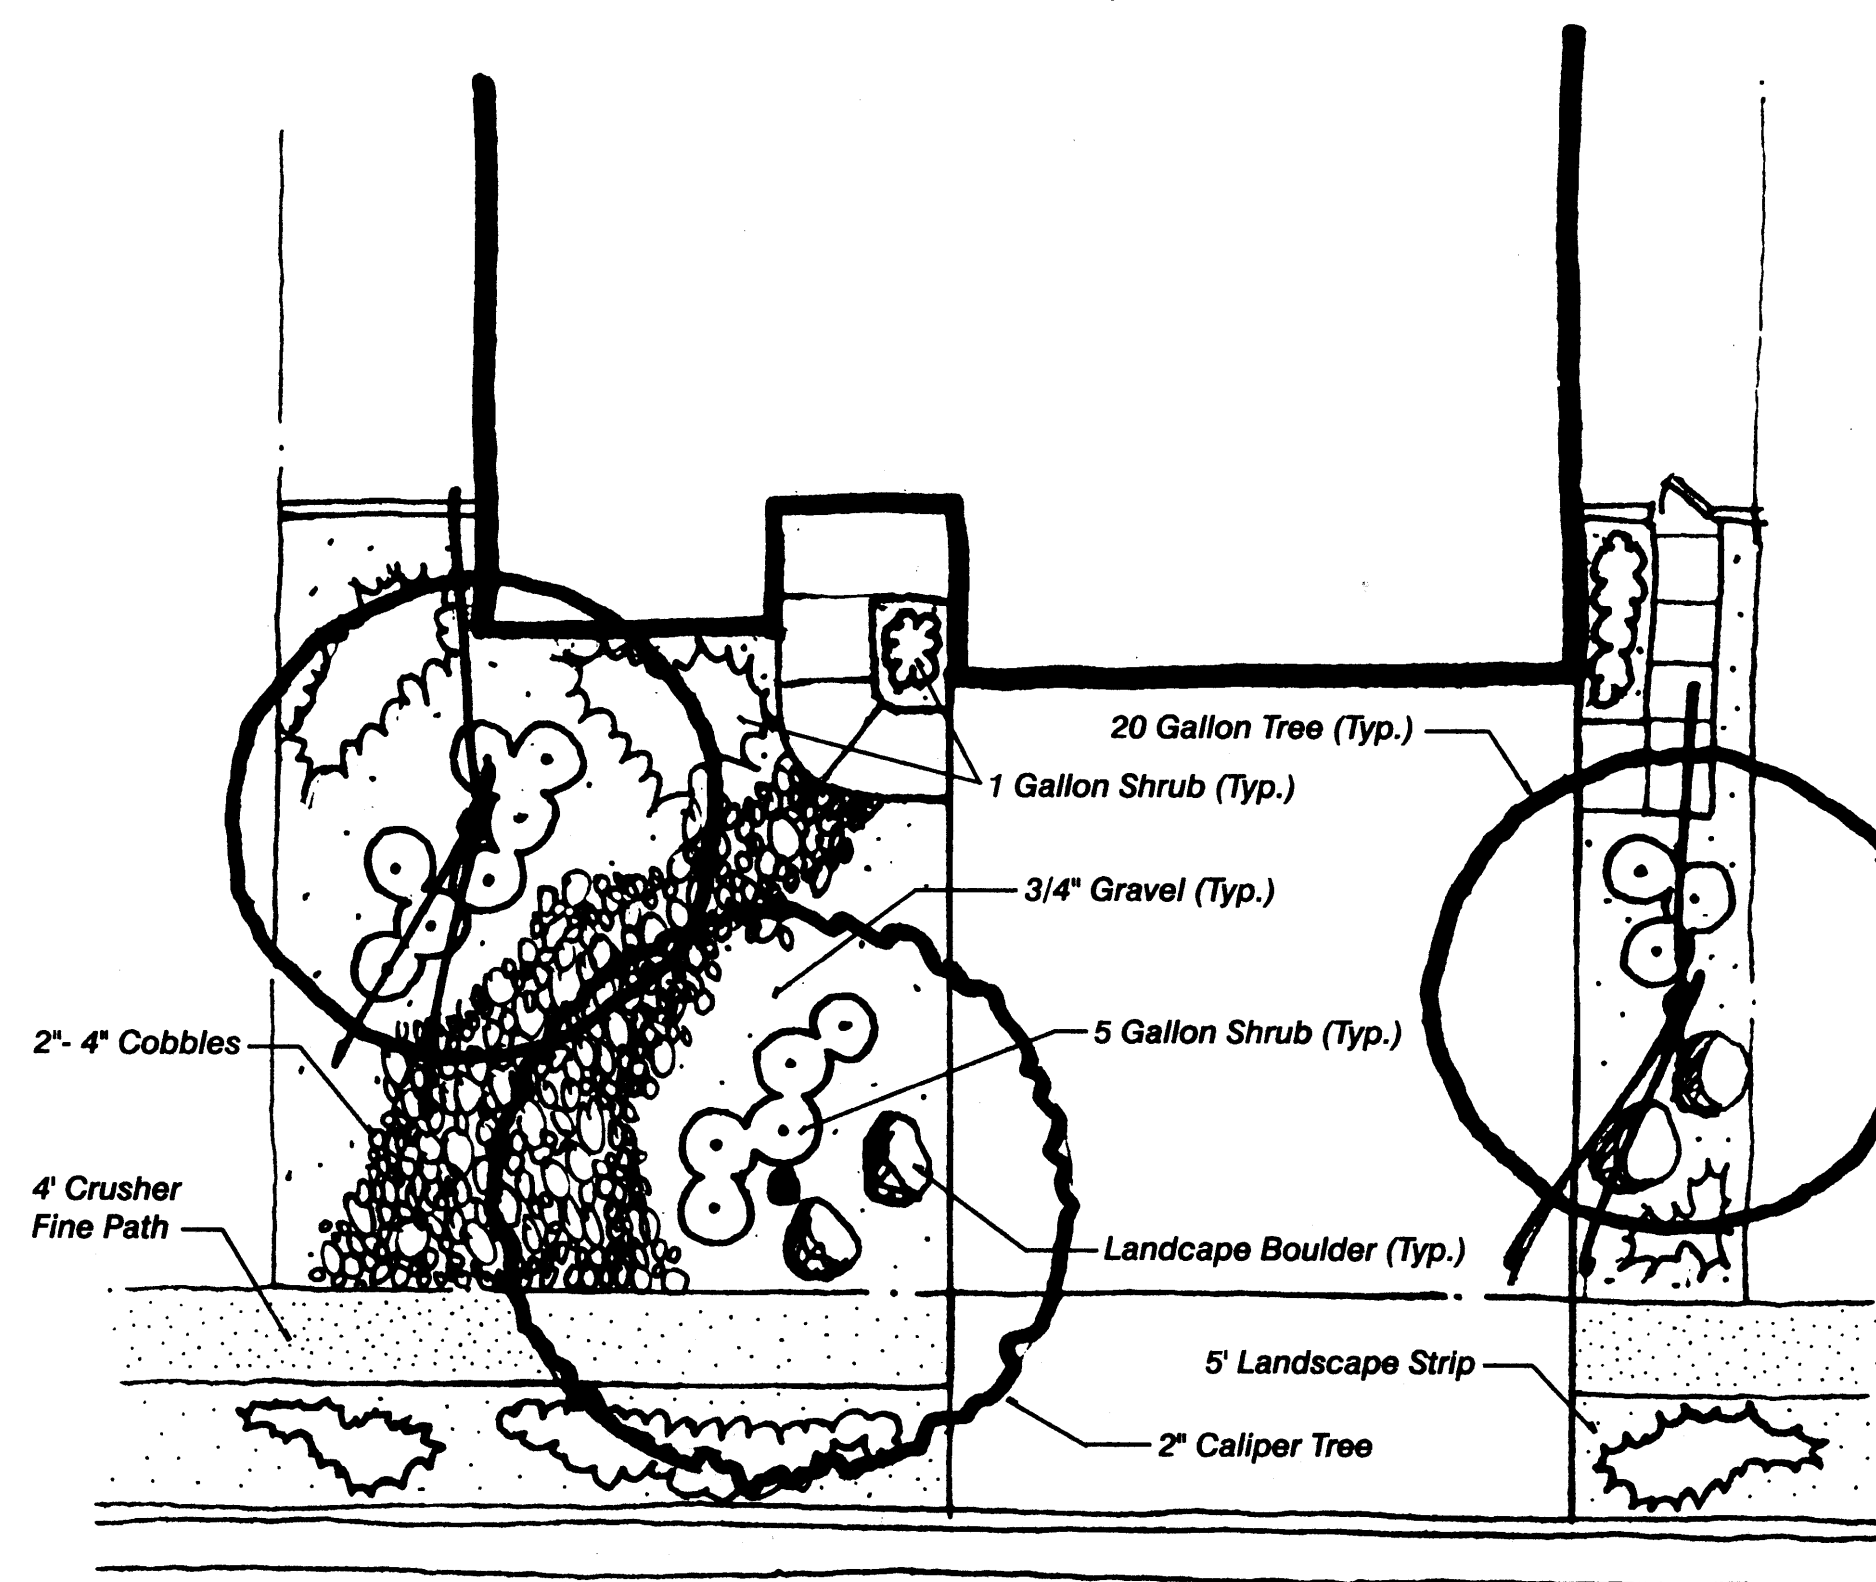 20 Gallon Tree (Typ.)
1 Gallon Shrub (Typ.)
3/4" Gravel (Typ.)
5 Gallon Shrub (Typ.)
2"- 4" Cobbles
4' Crusher
Fine Path
Landcape Boulder (Typ.)
5' Landscape Strip
2" Caliper Tree